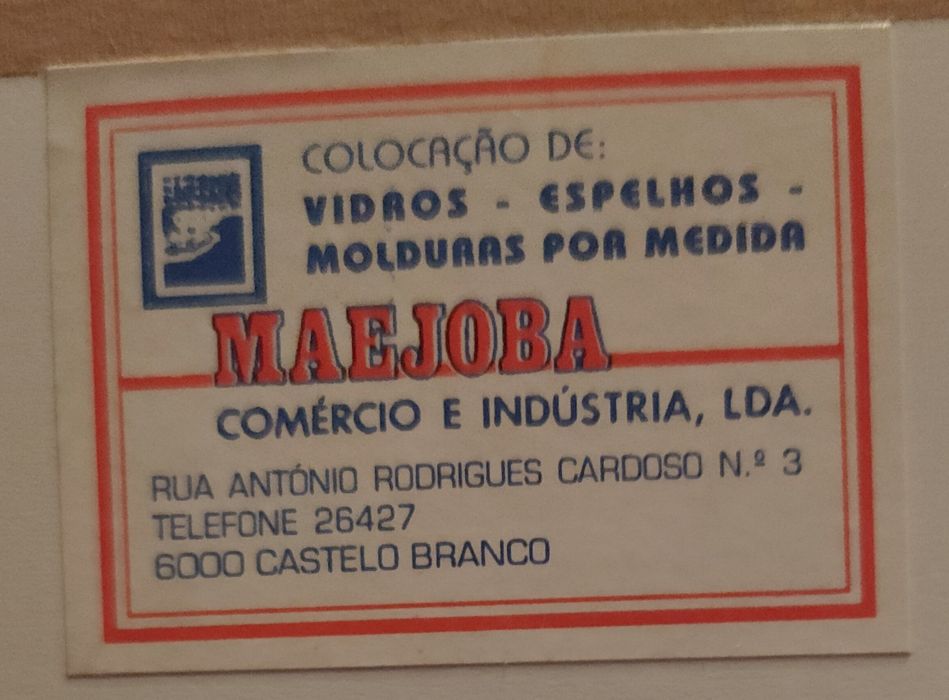 COLOCAÇÃO DE:
VIDROS - ESPELHOS -
MOLDURAS POR MEDIDA
MAEJOBA
COMÉRCIO E INDÚSTRIA, LDA.
RUA ANTÓNIO RODRIGUES CARDOSO N.º 3
TELEFONE 26427
6000 CASTELO BRANCO